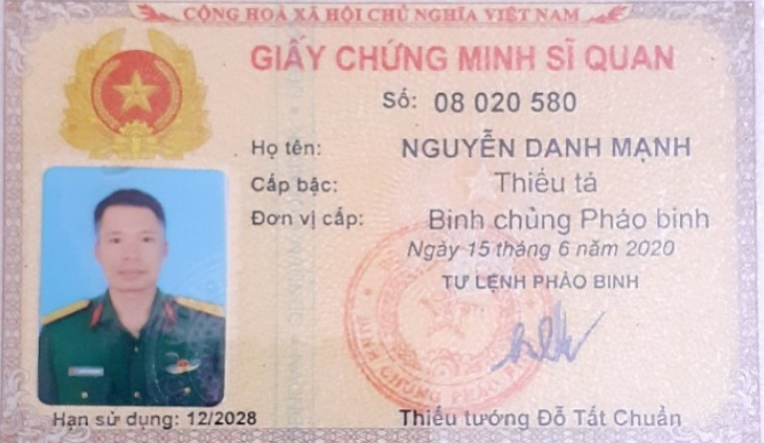 CỘNG HOÀ XÃ HỘI CHỦ NGHĨA VIỆT NAM
GIẤY CHỨNG MINH SĨ QUAN
Số: 08 020 580
Họ tên: NGUYỄN DANH MẠNH
Cấp bậc: Thiếu tá
Đơn vị cấp: Binh chủng Pháo binh
Ngày 15 tháng 6 năm 2020
TƯ LỆNH PHÁO BINH
BINH CHỦNG PHÁO
Hạn sử dụng: 12/2028
Thiếu tướng Đỗ Tất Chuẩn